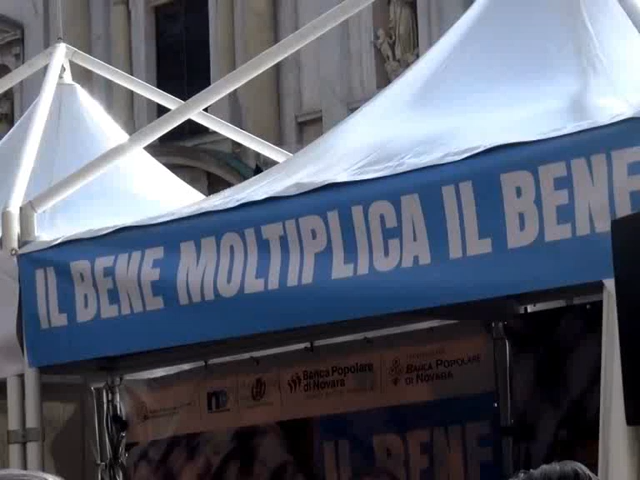 IL BENE MOLTIPLICA IL BENE
Banca Popolare
di Novara
BANCA POPOLARE
DI NOVARA
IL BENE